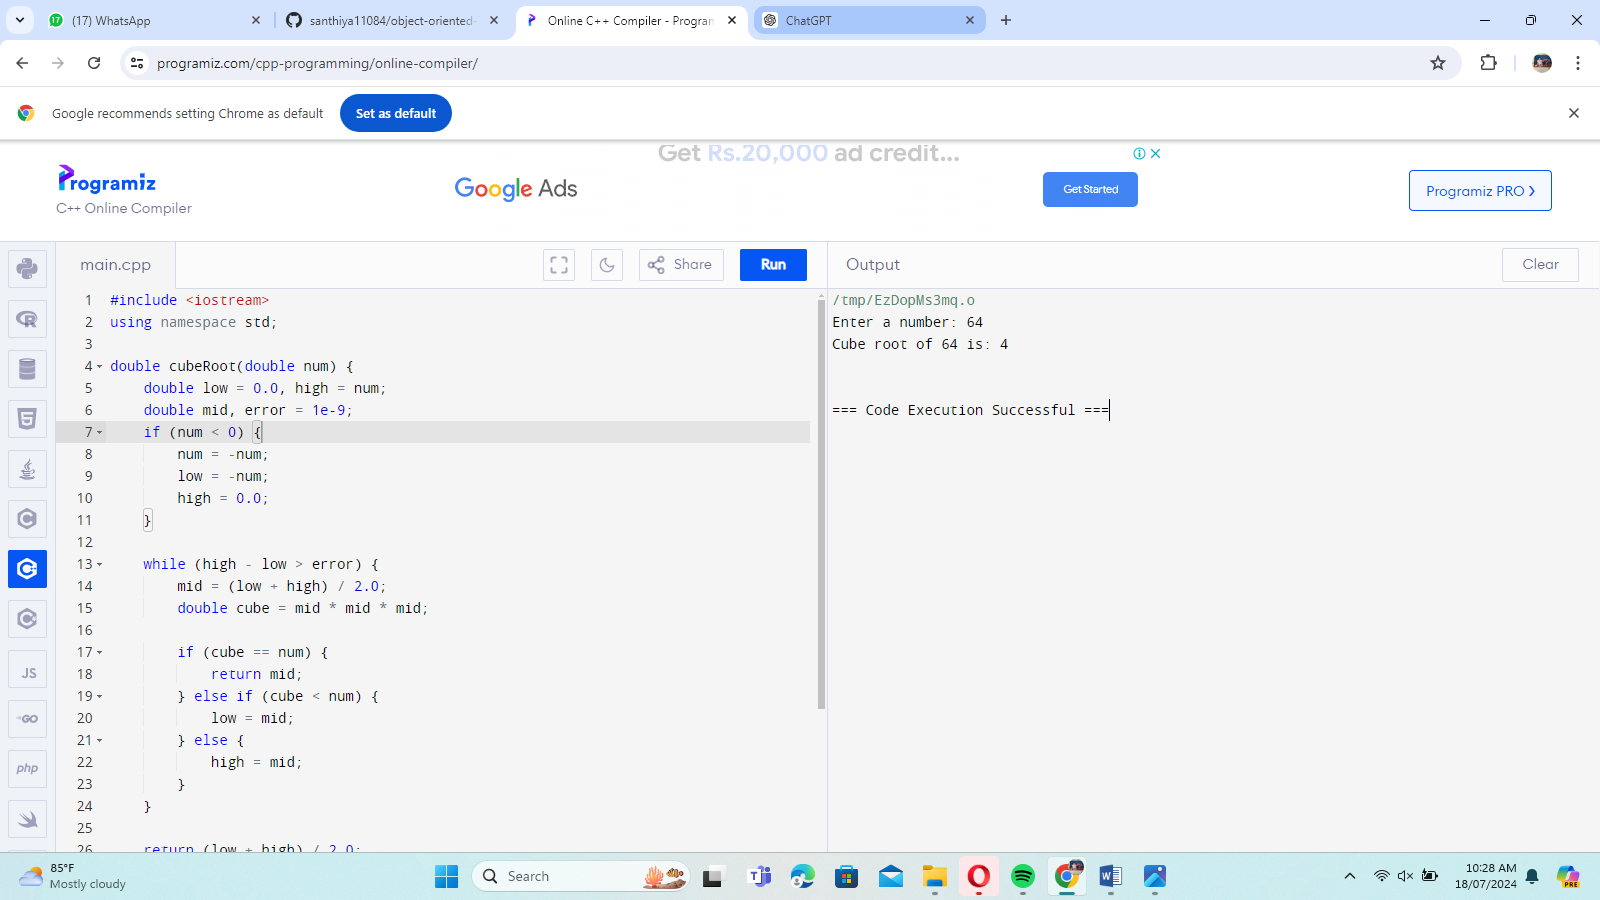 (17) WhatsApp
santhiya11084/object-oriented-
Online C++ Compiler - Program
ChatGPT
programiz.com/cpp-programming/online-compiler/
Google recommends setting Chrome as default
Set as default
Get Rs.20,000 ad credit...
Programiz
C++ Online Compiler
Google Ads
Get Started
Programiz PRO ❯
main.cpp
Share
Run
Output
Clear
1 #include <iostream>
2 using namespace std;
3
4 double cubeRoot(double num) {
5     double low = 0.0, high = num;
6     double mid, error = 1e-9;
7     if (num < 0) {
8         num = -num;
9         low = -num;
10         high = 0.0;
11     }
12
13     while (high - low > error) {
14         mid = (low + high) / 2.0;
15         double cube = mid * mid * mid;
16
17         if (cube == num) {
18             return mid;
19         } else if (cube < num) {
20             low = mid;
21         } else {
22             high = mid;
23         }
24     }
25
26     return (low + high) / 2.0;
/tmp/EzDopMs3mq.o
Enter a number: 64
Cube root of 64 is: 4
=== Code Execution Successful ===
JS
GO
php
85°F
Mostly cloudy
Search
10:28 AM
18/07/2024
PRE